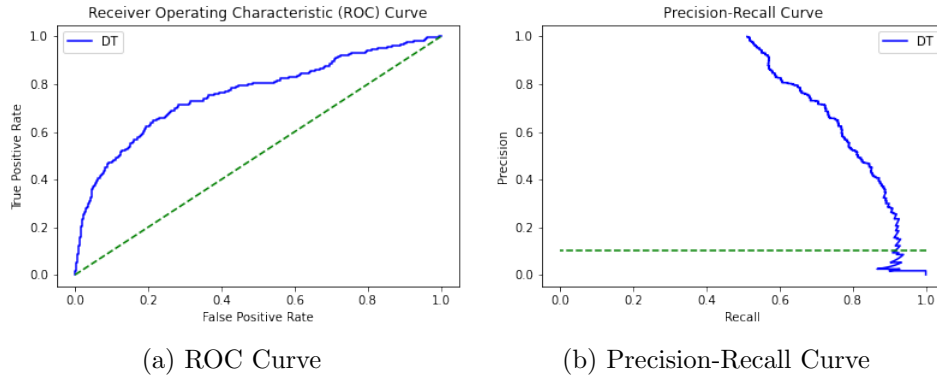 Receiver Operating Characteristic (ROC) Curve
DT
True Positive Rate
1.0
0.8
0.6
0.4
0.2
0.0
0.0 0.2 0.4 0.6 0.8 1.0
False Positive Rate
(a) ROC Curve
Precision-Recall Curve
DT
Precision
1.0
0.8
0.6
0.4
0.2
0.0
0.0 0.2 0.4 0.6 0.8 1.0
Recall
(b) Precision-Recall Curve